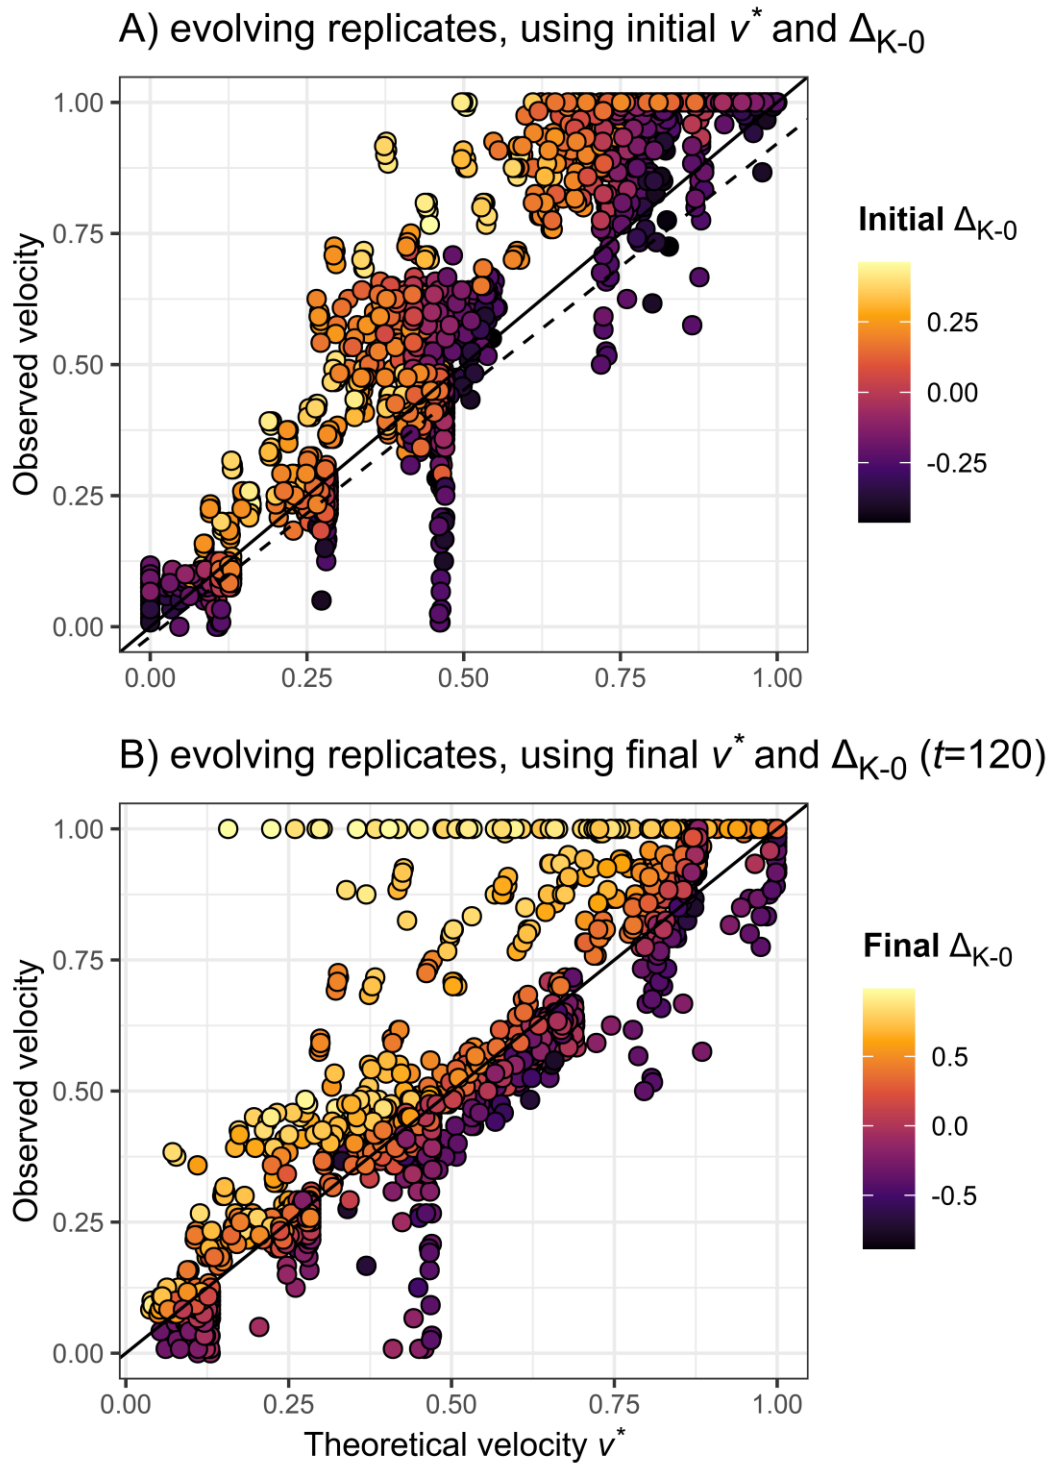 A) evolving replicates, using initial v* and ΔK-0
1.00
0.75
0.50
0.25
0.00
Observed velocity
0.00 0.25 0.50 0.75 1.00
Initial ΔK-0
0.25
0.00
-0.25
B) evolving replicates, using final v* and ΔK-0 (t=120)
1.00
0.75
0.50
0.25
0.00
Observed velocity
0.00 0.25 0.50 0.75 1.00
Theoretical velocity v*
Final ΔK-0
0.5
0.0
-0.5